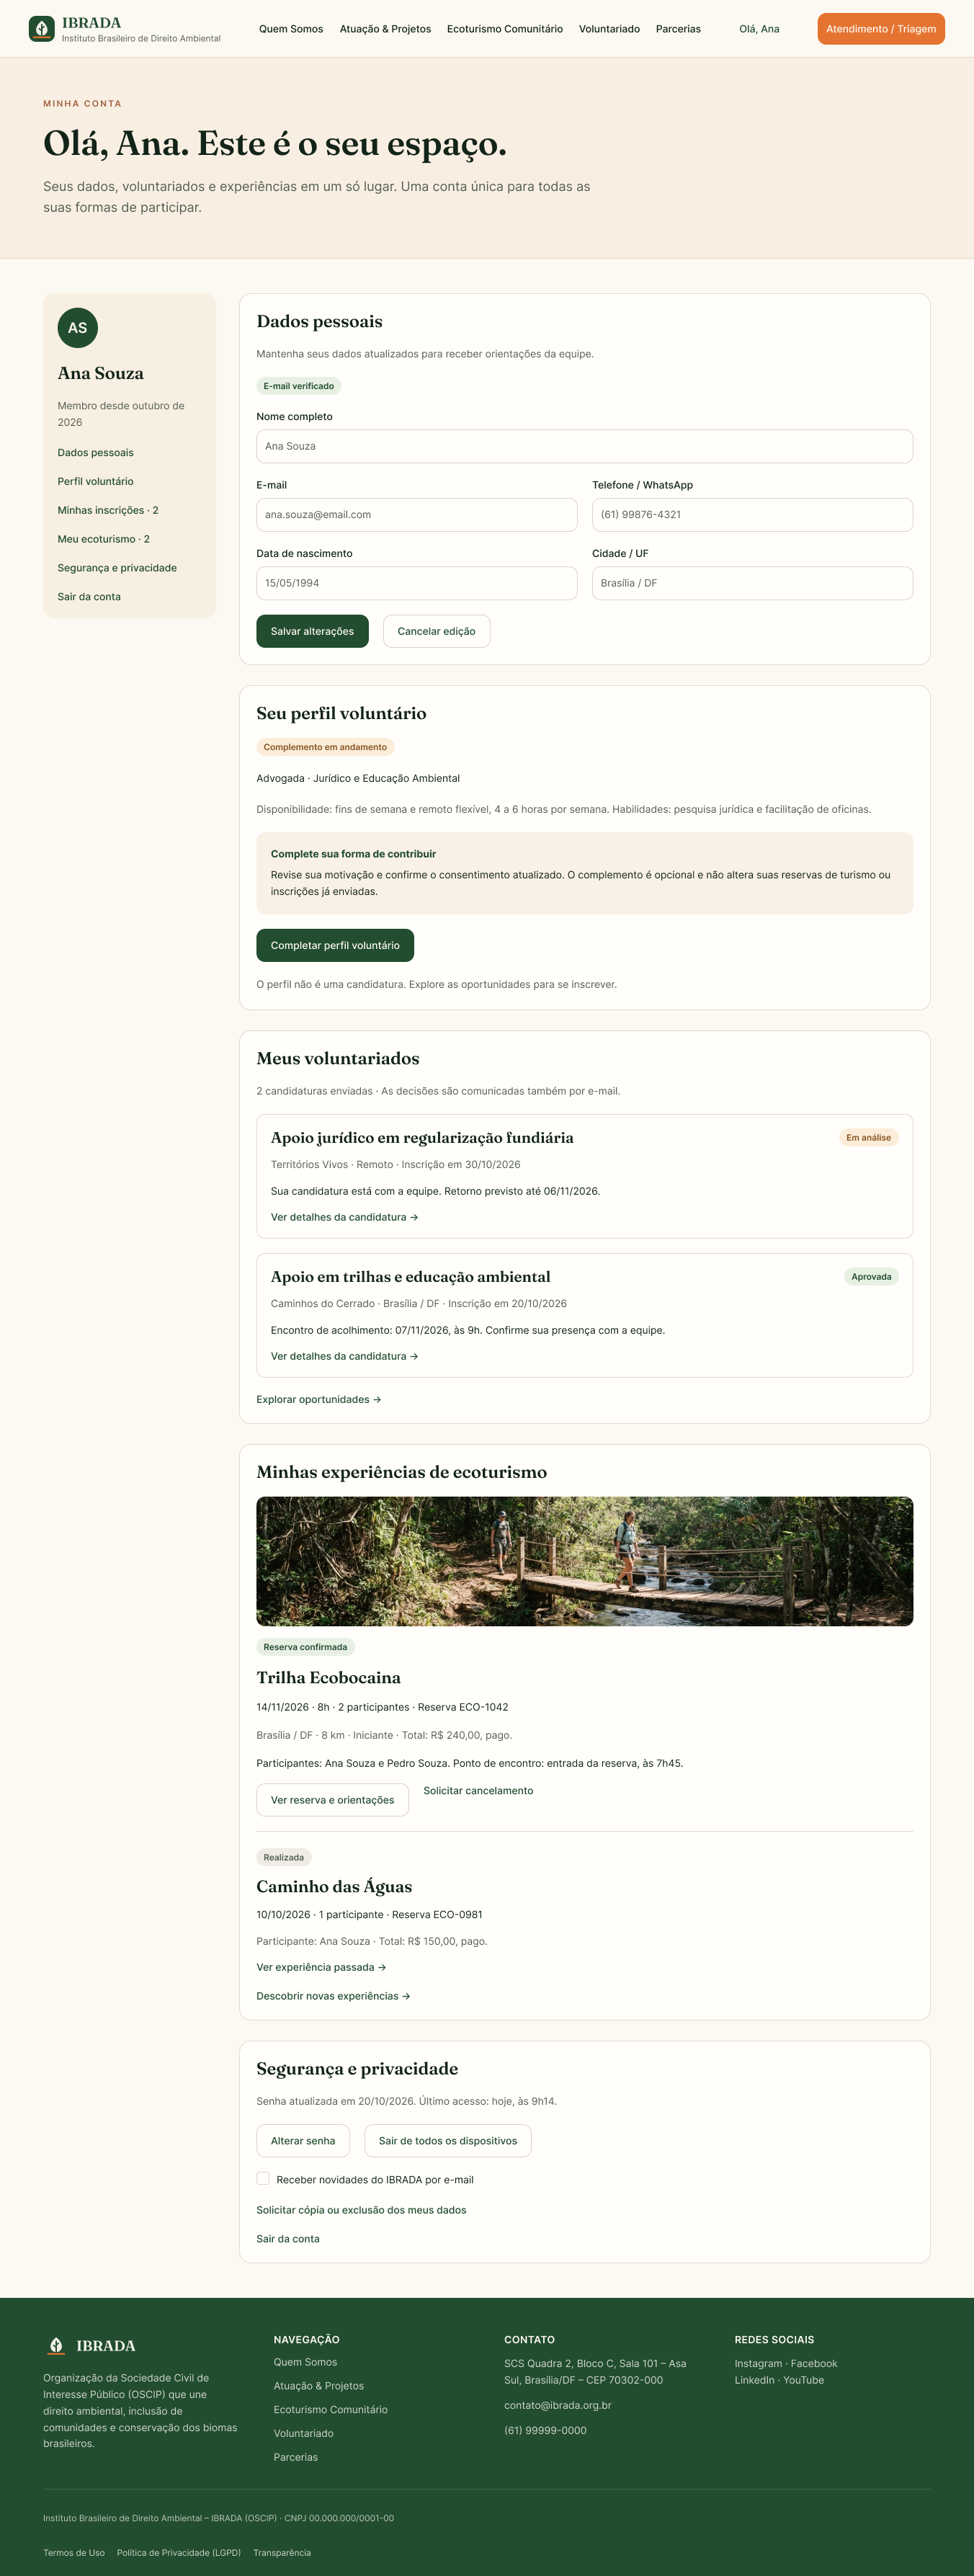 IBRADA
Instituto Brasileiro de Direito Ambiental
Quem Somos
Atuação & Projetos
Ecoturismo Comunitário
Voluntariado
Parcerias
Olá, Ana
Atendimento / Triagem
MINHA CONTA
Olá, Ana. Este é o seu espaço.
Seus dados, voluntariados e experiências em um só lugar. Uma conta única para todas as
suas formas de participar.
AS
Ana Souza
Membro desde outubro de
2026
Dados pessoais
Perfil voluntário
Minhas inscrições · 2
Meu ecoturismo · 2
Segurança e privacidade
Sair da conta
Dados pessoais
Mantenha seus dados atualizados para receber orientações da equipe.
E-mail verificado
Nome completo
Ana Souza
E-mail
Telefone / WhatsApp
ana.souza@email.com
(61) 99876-4321
Data de nascimento
Cidade / UF
15/05/1994
Brasília / DF
Salvar alterações
Cancelar edição
Seu perfil voluntário
Complemento em andamento
Advogada · Jurídico e Educação Ambiental
Disponibilidade: fins de semana e remoto flexível, 4 a 6 horas por semana. Habilidades: pesquisa jurídica e facilitação de oficinas.
Complete sua forma de contribuir
Revise sua motivação e confirme o consentimento atualizado. O complemento é opcional e não altera suas reservas de turismo ou
inscrições já enviadas.
Completar perfil voluntário
O perfil não é uma candidatura. Explore as oportunidades para se inscrever.
Meus voluntariados
2 candidaturas enviadas · As decisões são comunicadas também por e-mail.
Apoio jurídico em regularização fundiária
Em análise
Territórios Vivos · Remoto · Inscrição em 30/10/2026
Sua candidatura está com a equipe. Retorno previsto até 06/11/2026.
Ver detalhes da candidatura →
Apoio em trilhas e educação ambiental
Aprovada
Caminhos do Cerrado · Brasília / DF · Inscrição em 20/10/2026
Encontro de acolhimento: 07/11/2026, às 9h. Confirme sua presença com a equipe.
Ver detalhes da candidatura →
Explorar oportunidades →
Minhas experiências de ecoturismo
Reserva confirmada
Trilha Ecobocaina
14/11/2026 · 8h · 2 participantes · Reserva ECO-1042
Brasília / DF · 8 km · Iniciante · Total: R$ 240,00, pago.
Participantes: Ana Souza e Pedro Souza. Ponto de encontro: entrada da reserva, às 7h45.
Ver reserva e orientações
Solicitar cancelamento
Realizada
Caminho das Águas
10/10/2026 · 1 participante · Reserva ECO-0981
Participante: Ana Souza · Total: R$ 150,00, pago.
Ver experiência passada →
Descobrir novas experiências →
Segurança e privacidade
Senha atualizada em 20/10/2026. Último acesso: hoje, às 9h14.
Alterar senha
Sair de todos os dispositivos
Receber novidades do IBRADA por e-mail
Solicitar cópia ou exclusão dos meus dados
Sair da conta
IBRADA
Organização da Sociedade Civil de
Interesse Público (OSCIP) que une
direito ambiental, inclusão de
comunidades e conservação dos biomas
brasileiros.
NAVEGAÇÃO
Quem Somos
Atuação & Projetos
Ecoturismo Comunitário
Voluntariado
Parcerias
CONTATO
SCS Quadra 2, Bloco C, Sala 101 – Asa
Sul, Brasília/DF – CEP 70302-000
contato@ibrada.org.br
(61) 99999-0000
REDES SOCIAIS
Instagram · Facebook
LinkedIn · YouTube
Instituto Brasileiro de Direito Ambiental – IBRADA (OSCIP) · CNPJ 00.000.000/0001-00
Termos de Uso
Política de Privacidade (LGPD)
Transparência